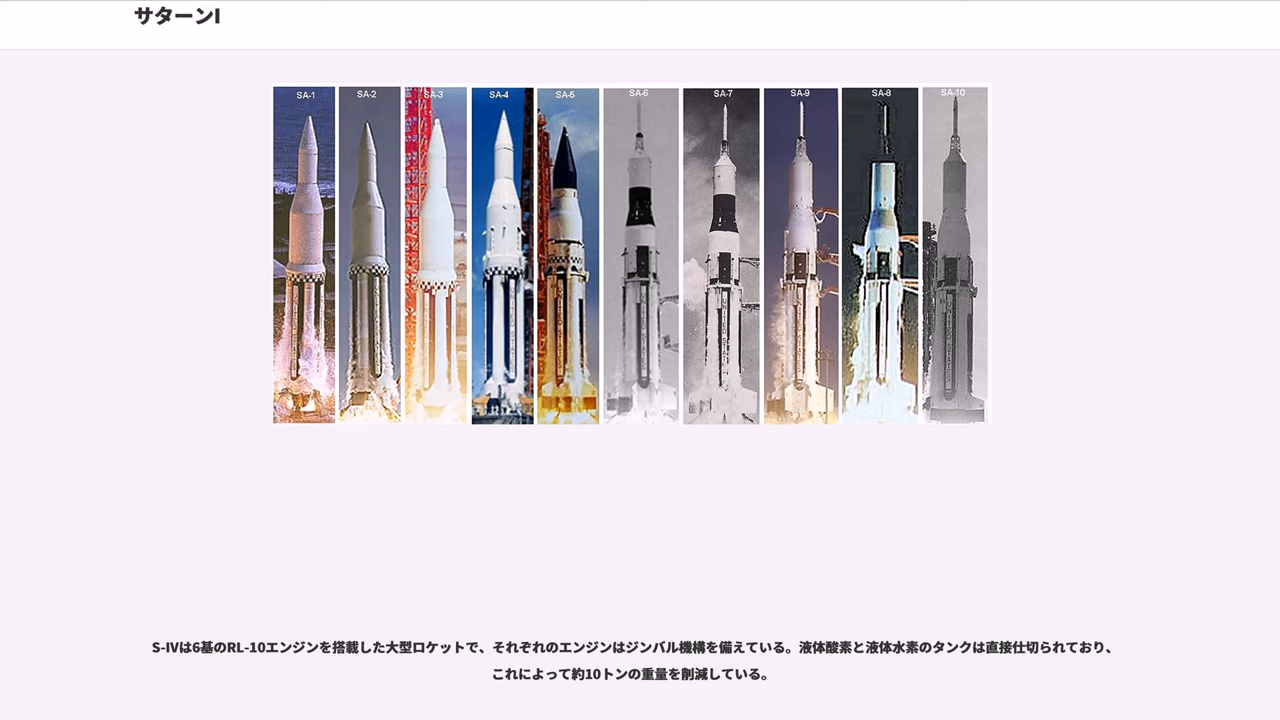 サターンI
SA-1 SA-2 SA-3 SA-4 SA-5 SA-6 SA-7 SA-9 SA-8 SA-10
S-IVは6基のRL-10エンジンを搭載した大型ロケットで、それぞれのエンジンはジンバル機構を備えている。液体酸素と液体水素のタンクは直接仕切られており、
これによって約10トンの重量を削減している。